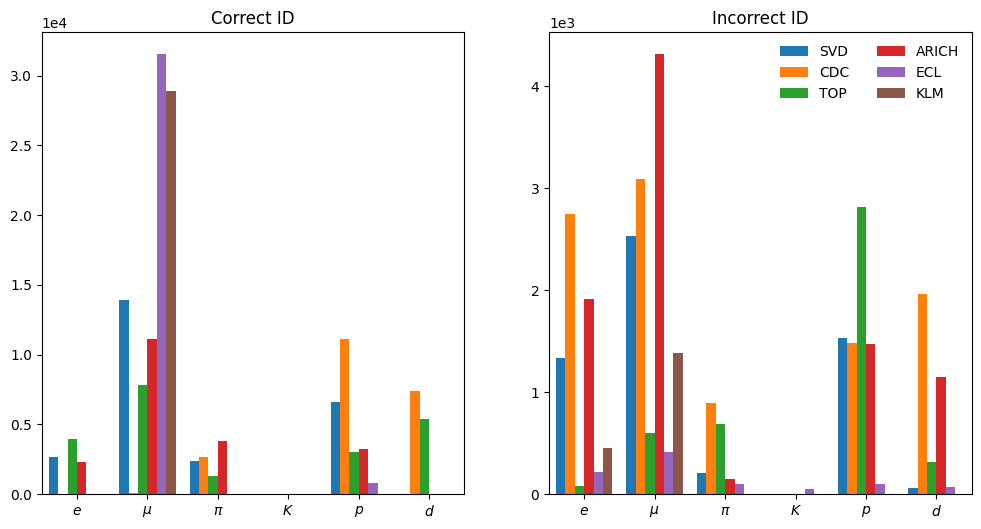 Correct ID
1e4
3.0
2.5
2.0
1.5
1.0
0.5
0.0
e μ π K p d
Incorrect ID
1e3
4
3
2
1
0
SVD
CDC
TOP
ARICH
ECL
KLM
e μ π K p d